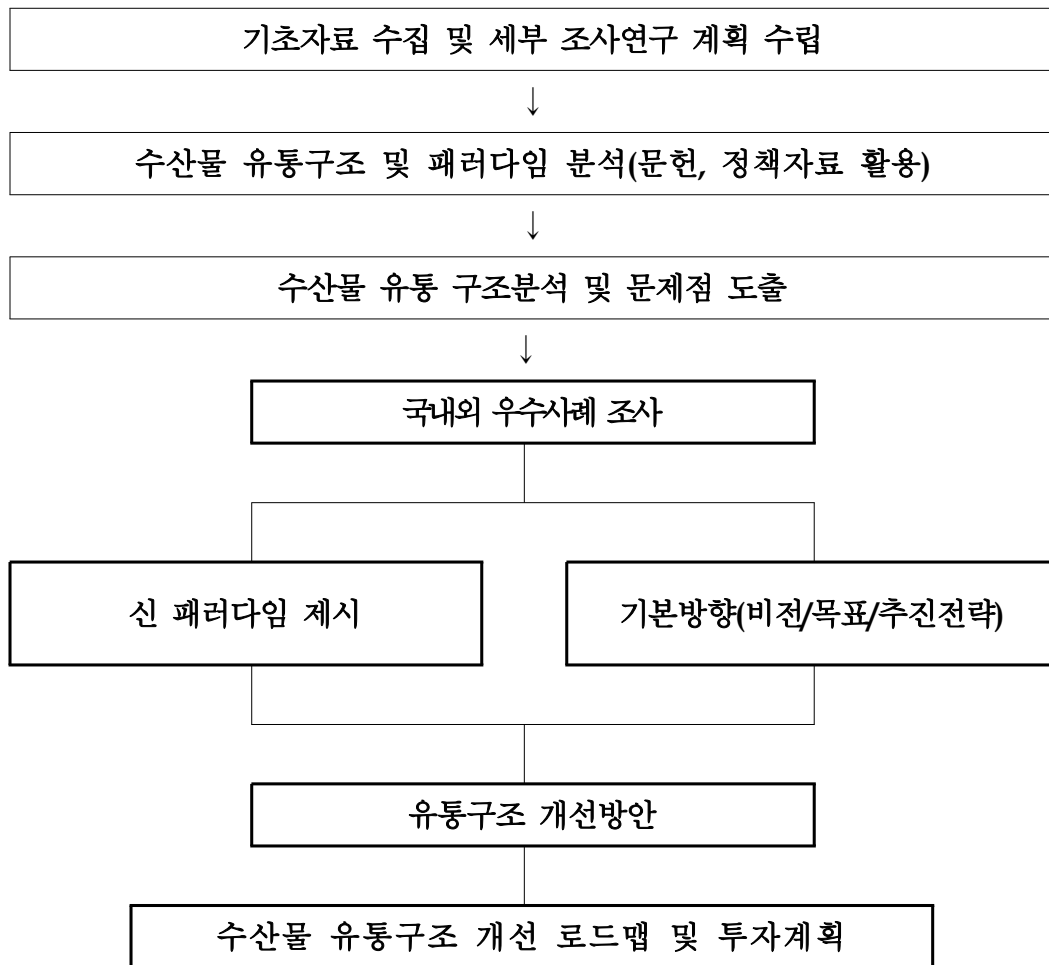 기초자료 수집 및 세부 조사연구 계획 수립
↓
수산물 유통구조 및 패러다임 분석(문헌, 정책자료 활용)
↓
수산물 유통 구조분석 및 문제점 도출
↓
국내외 우수사례 조사
신 패러다임 제시
기본방향(비전/목표/추진전략)
유통구조 개선방안
수산물 유통구조 개선 로드맵 및 투자계획